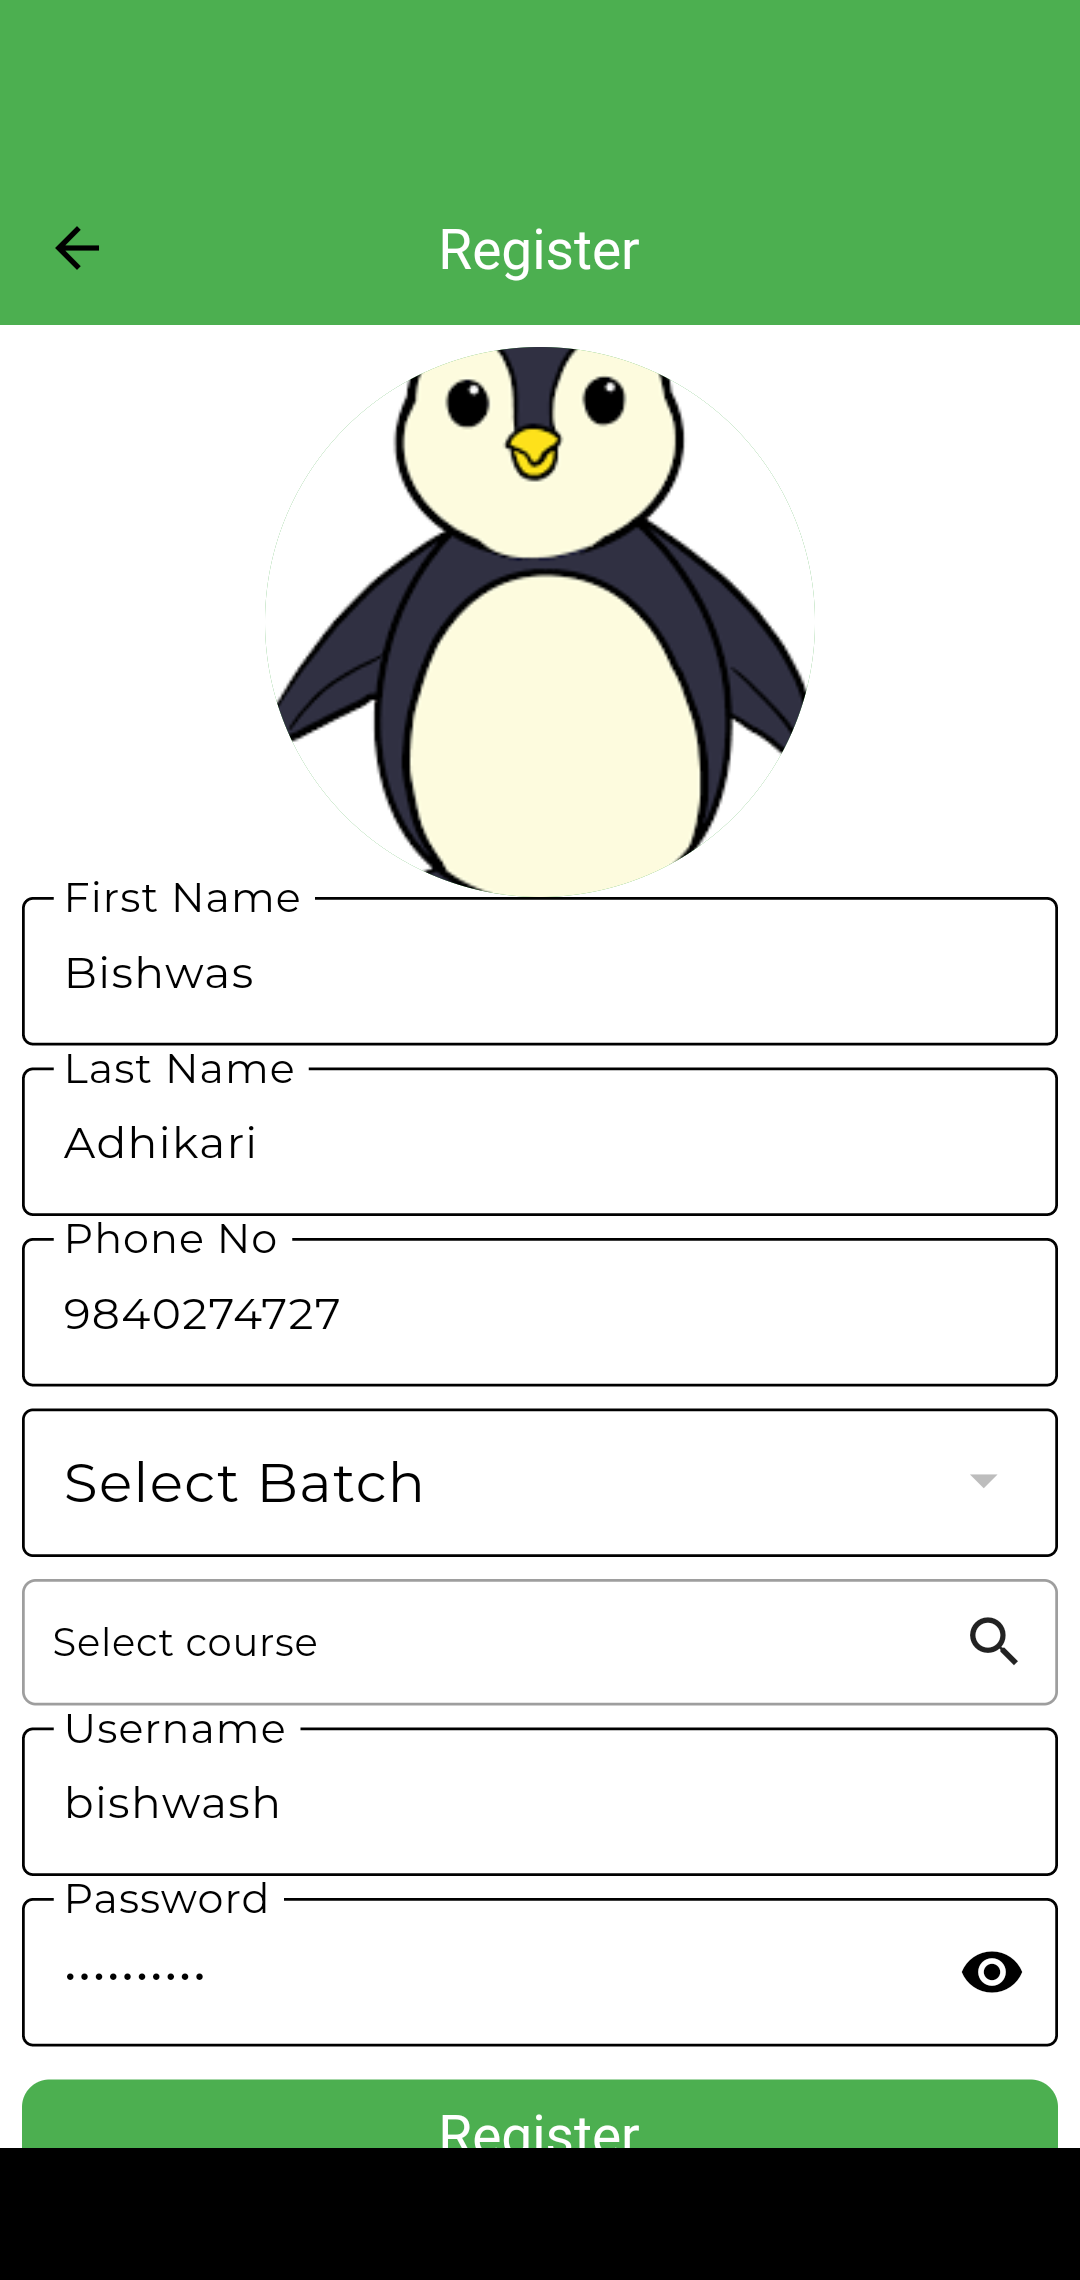 Register
First Name
Bishwas
Last Name
Adhikari
Phone No
9840274727
Select Batch
Select course
Username
bishwash
Password
••••••••••
Register